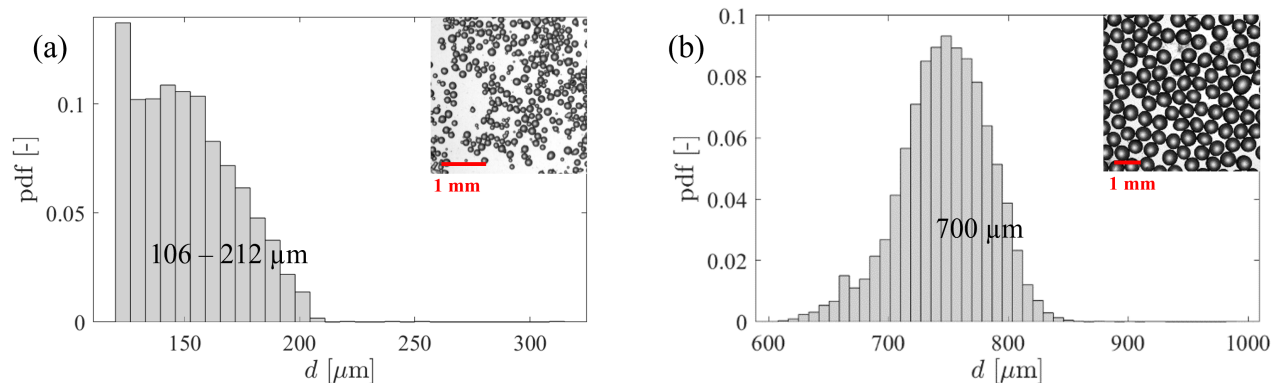 (a)
pdf [-]
0.1
0.05
0
106 – 212 µm
1 mm
150
200
250
300
d [µm]
(b)
pdf [-]
0.1
0.08
0.06
0.04
0.02
0
700 µm
1 mm
600
700
800
900
1000
d [µm]